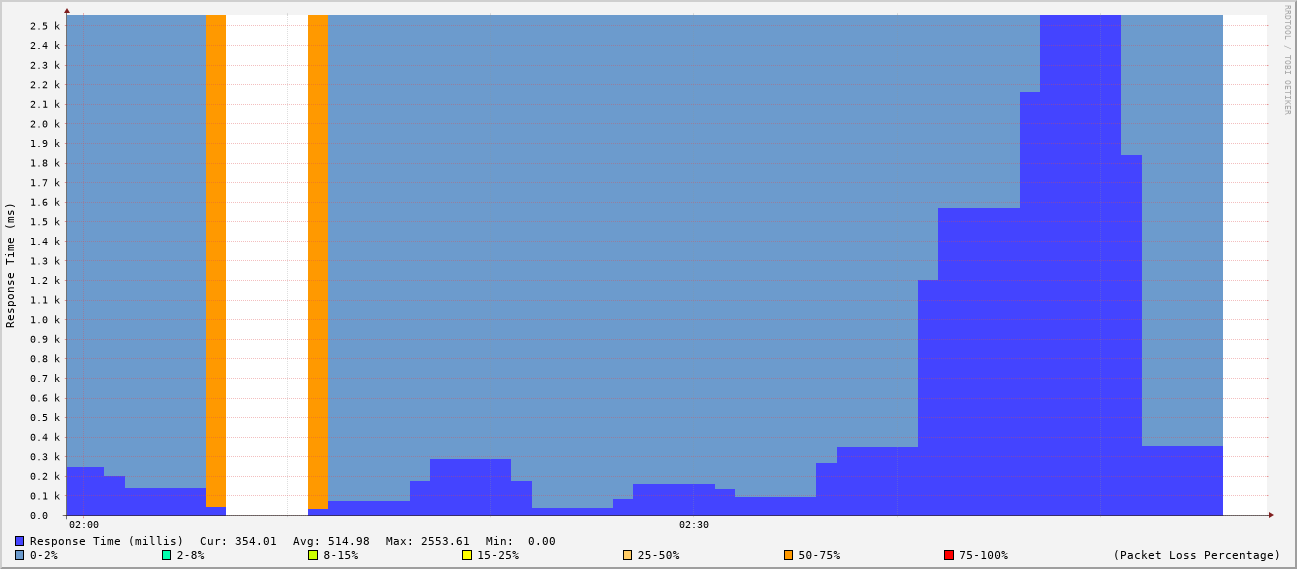 RRDTOOL / TOBI OETIKER
Response Time (ms)
2.5 k
2.4 k
2.3 k
2.2 k
2.1 k
2.0 k
1.9 k
1.8 k
1.7 k
1.6 k
1.5 k
1.4 k
1.3 k
1.2 k
1.1 k
1.0 k
0.9 k
0.8 k
0.7 k
0.6 k
0.5 k
0.4 k
0.3 k
0.2 k
0.1 k
0.0
02:00 02:30
Response Time (millis) Cur: 354.01 Avg: 514.98 Max: 2553.61 Min: 0.00
0-2% 2-8% 8-15% 15-25% 25-50% 50-75% 75-100% (Packet Loss Percentage)